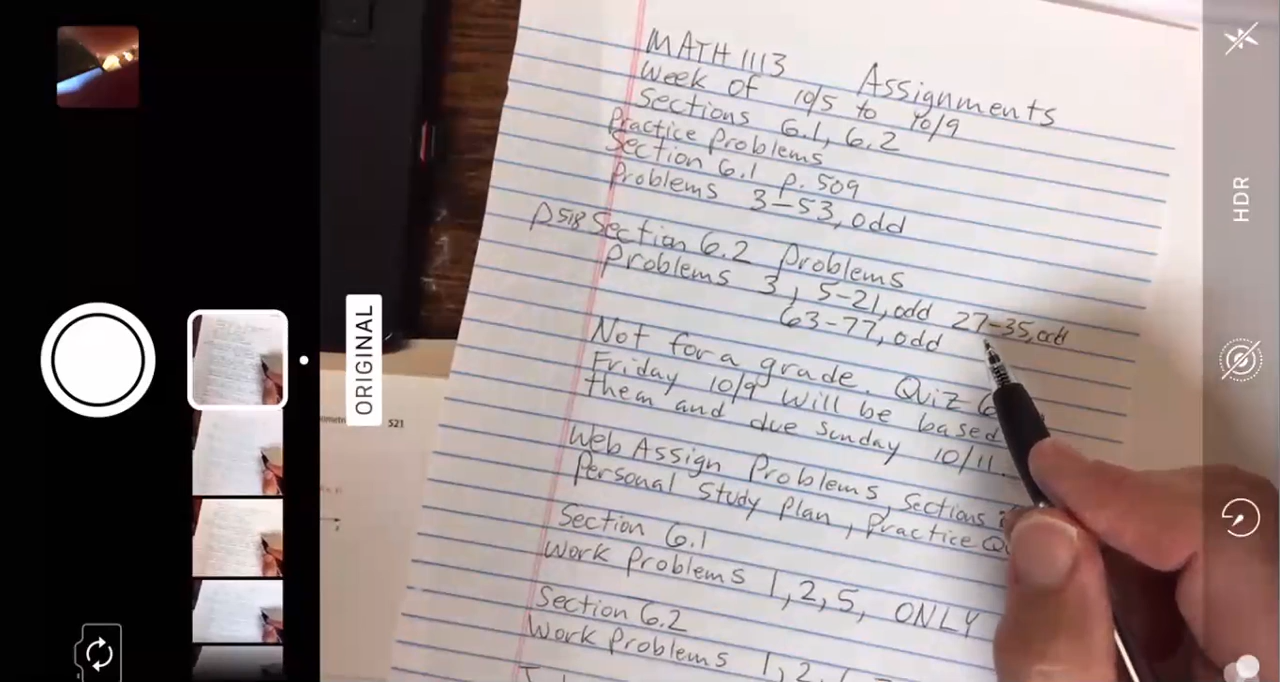 MATH 1113 Assignments
Week of 10/5 to 10/9
Sections 6.1, 6.2
Practice Problems
Section 6.1 p. 509
Problems 3-53, odd
p518 Section 6.2 Problems
Problems 3, 5-21, odd 27-35, odd
63-77, odd
Not for a grade. Quiz 6
Friday 10/9 will be based
them and due Sunday 10/11.
Web Assign Problems, Sections
Personal Study Plan, Practice
Section 6.1
Work Problems 1, 2, 5, ONLY
Section 6.2
Work Problems 1, 2,
521
ORIGINAL
HDR